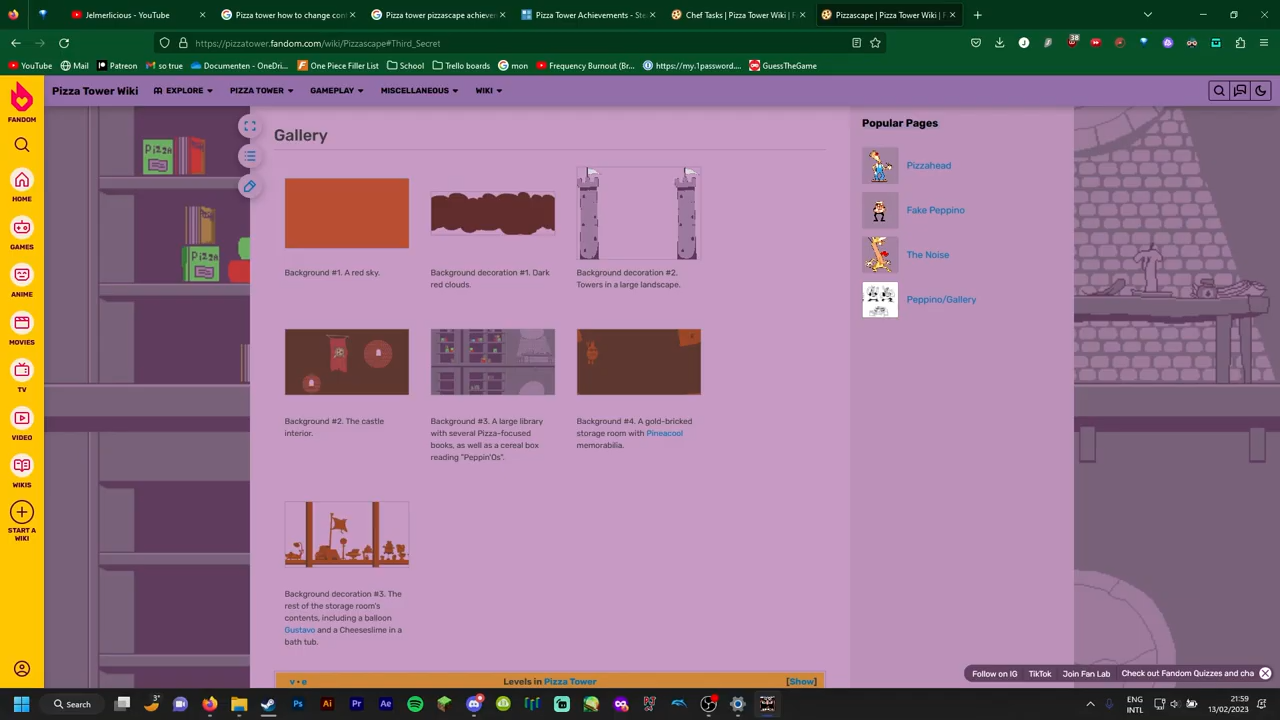 Jelmerlicious - YouTube
Pizza Tower to change cont
Pizza tower pizzascape achiever
Pizza Tower Achievements - Ste
Chef Tasks | Pizza Tower Wiki | F
Pizzascape | Pizza Tower Wiki |
https://pizzatower.fandom.com/wiki/Pizzascape#Third_Secret
38
YouTube
Mail
Patreon
so true
Documenten - OneDri...
One Piece Filler List
School
Trello boards
mon
Frequency Burnout (Br...
https://my.1password....
GuessTheGame
FANDOM
HOME
GAMES
ANIME
MOVIES
TV
VIDEO
WIKIS
START A
WIKI
Pizza Tower Wiki
EXPLORE
PIZZA TOWER
GAMEPLAY
MISCELLANEOUS
WIKI
Gallery
Background #1. A red sky.
Background decoration #1. Dark
red clouds.
Background decoration #2.
Towers in a large landscape.
Background #2. The castle
interior.
Background #3. A large library
with several Pizza-focused
books, as well as a cereal box
reading "Peppin'Os".
Background #4. A gold-bricked
storage room with Pineacool
memorabilia.
Background decoration #3. The
rest of the storage room's
contents, including a balloon
Gustavo and a Cheeseslime in a
bath tub.
v • e
Levels in Pizza Tower
[Show]
Popular Pages
Pizzahead
Fake Peppino
The Noise
Peppino/Gallery
Follow on IG
TikTok
Join Fan Lab
Check out Fandom Quizzes and cha
Search
3°
Ps
Ai
Pr
Ae
ENG
INTL
21:59
13/02/2023